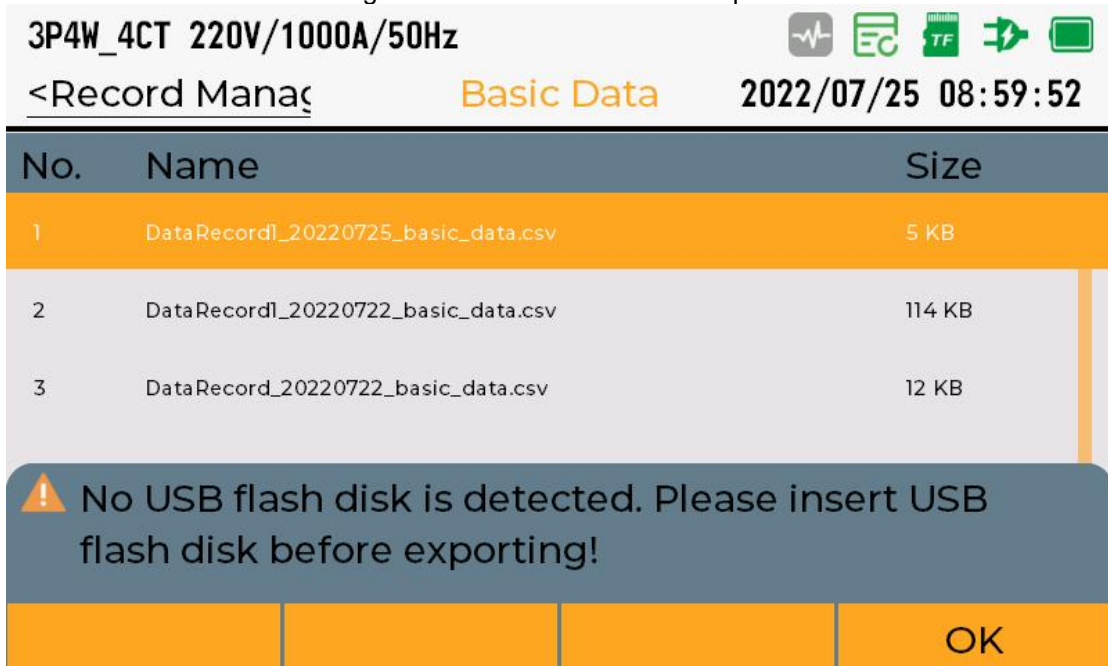 3P4W_4CT 220V/1000A/50Hz TF
<Record Manag Basic Data 2022/07/25 08:59:52
No. Name Size
1 DataRecord1_20220725_basic_data.csv 5 KB
2 DataRecord1_20220722_basic_data.csv 114 KB
3 DataRecord_20220722_basic_data.csv 12 KB
No USB flash disk is detected. Please insert USB
flash disk before exporting!
OK